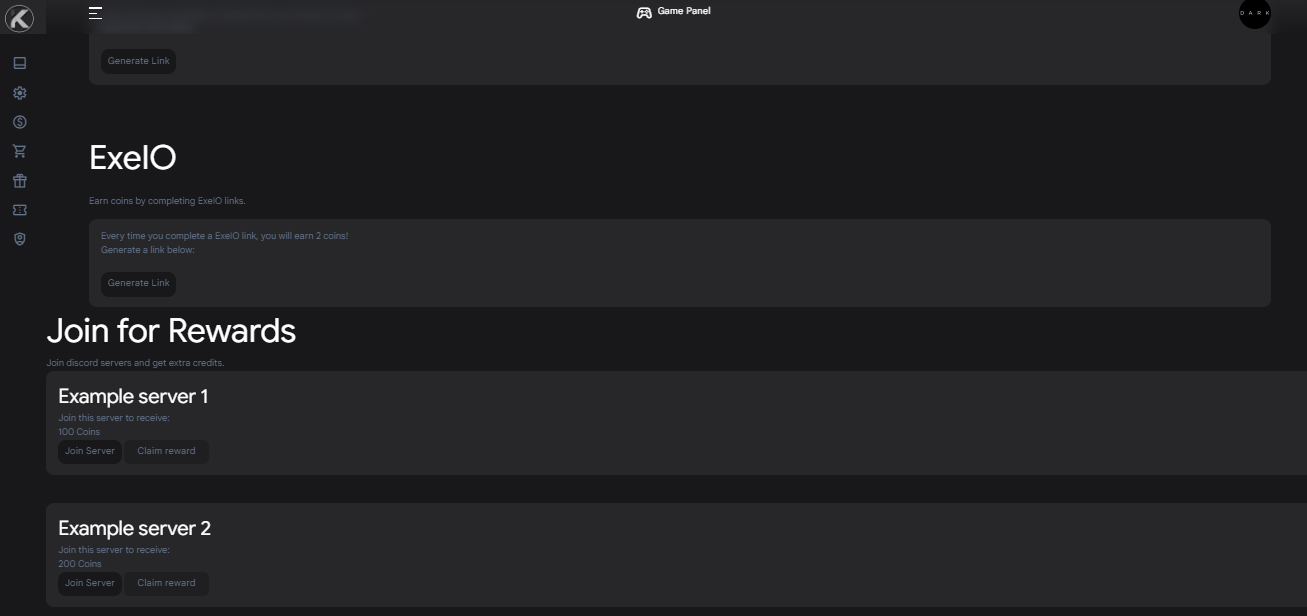 K
Game Panel
DARK
Generate Link
ExeIO
Earn coins by completing ExeIO links.
Every time you complete a ExeIO link, you will earn 2 coins!
Generate a link below:
Generate Link
Join for Rewards
Join discord servers and get extra credits.
Example server 1
Join this server to receive:
100 Coins
Join Server Claim reward
Example server 2
Join this server to receive:
200 Coins
Join Server Claim reward